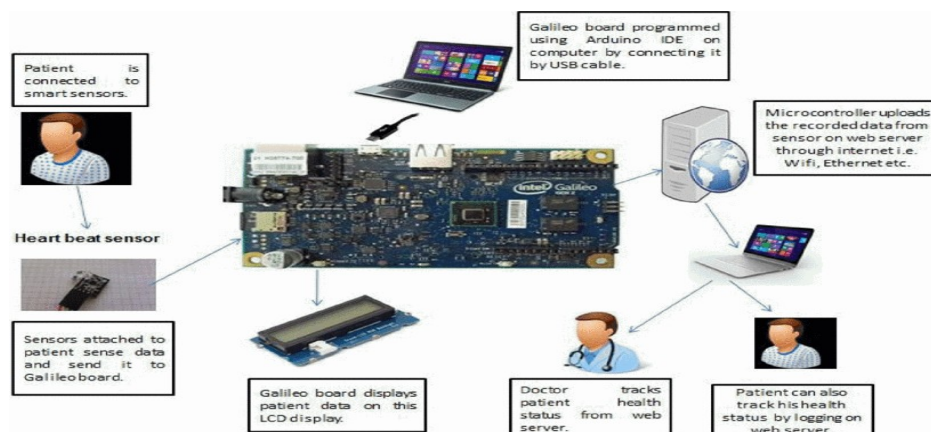 Galileo board programmed
using Arduino IDE on
computer by connecting it
by USB cable.
Patient is
connected to
smart sensors.
Microcontroller uploads
the recorded data from
sensor on web server
through internet i.e.
Wifi, Ethernet etc.
intel Galileo
Heart beat sensor
Sensors attached to
patient sense data
and send it to
Galileo board.
Galileo board displays
patient data on this
LCD display.
Doctor tracks
patient health
status from web
server.
Patient can also
track his health
status by logging on
web server